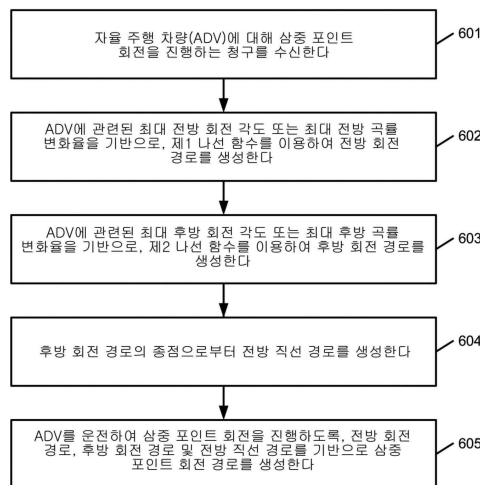 자율 주행 차량(ADV)에 대해 삼중 포인트
회전을 진행하는 청구를 수신한다
601
ADV에 관련된 최대 전방 회전 각도 또는 최대 전방 곡률
변화율을 기반으로, 제1 나선 함수를 이용하여 전방 회전
경로를 생성한다
602
ADV에 관련된 최대 후방 회전 각도 또는 최대 후방 곡률
변화율을 기반으로, 제2 나선 함수를 이용하여 후방 회전 경로를
생성한다
603
후방 회전 경로의 종점으로부터 전방 직선 경로를 생성한다
604
ADV를 운전하여 삼중 포인트 회전을 진행하도록, 전방 회전
경로, 후방 회전 경로 및 전방 직선 경로를 기반으로 삼중
포인트 회전 경로를 생성한다
605